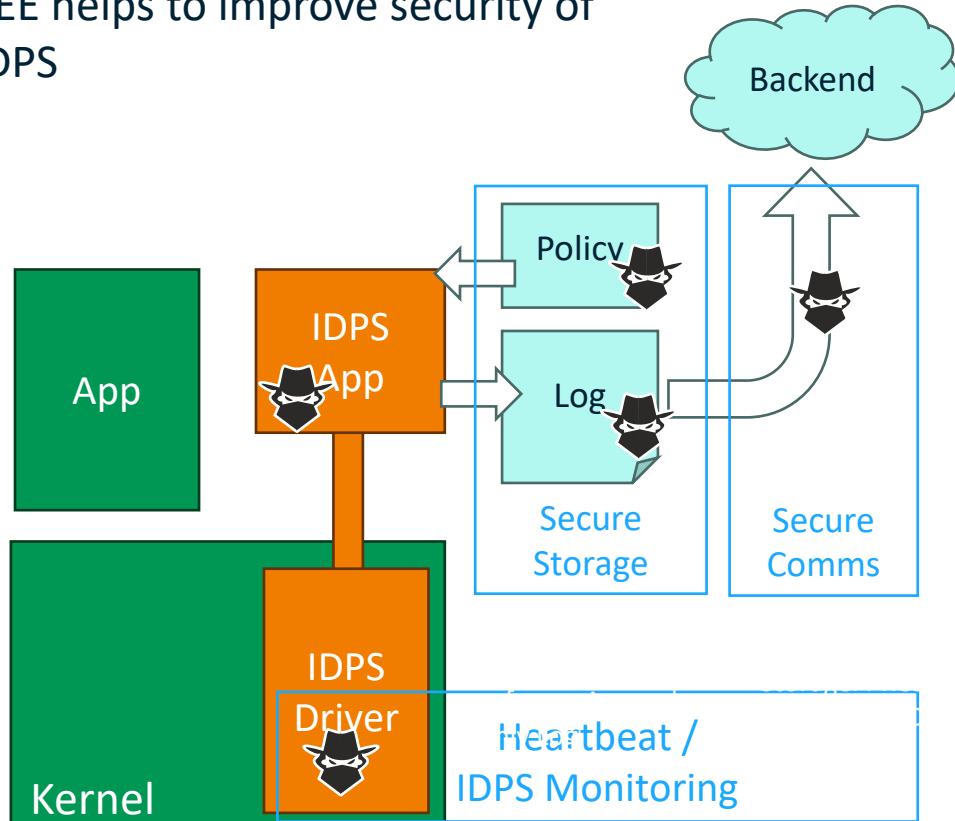 EE helps to improve security of
DPS
Backend
Policy
IDPS
App
App
Log
Secure
Storage
Secure
Comms
IDPS
Driver
Heartbeat /
IDPS Monitoring
Kernel